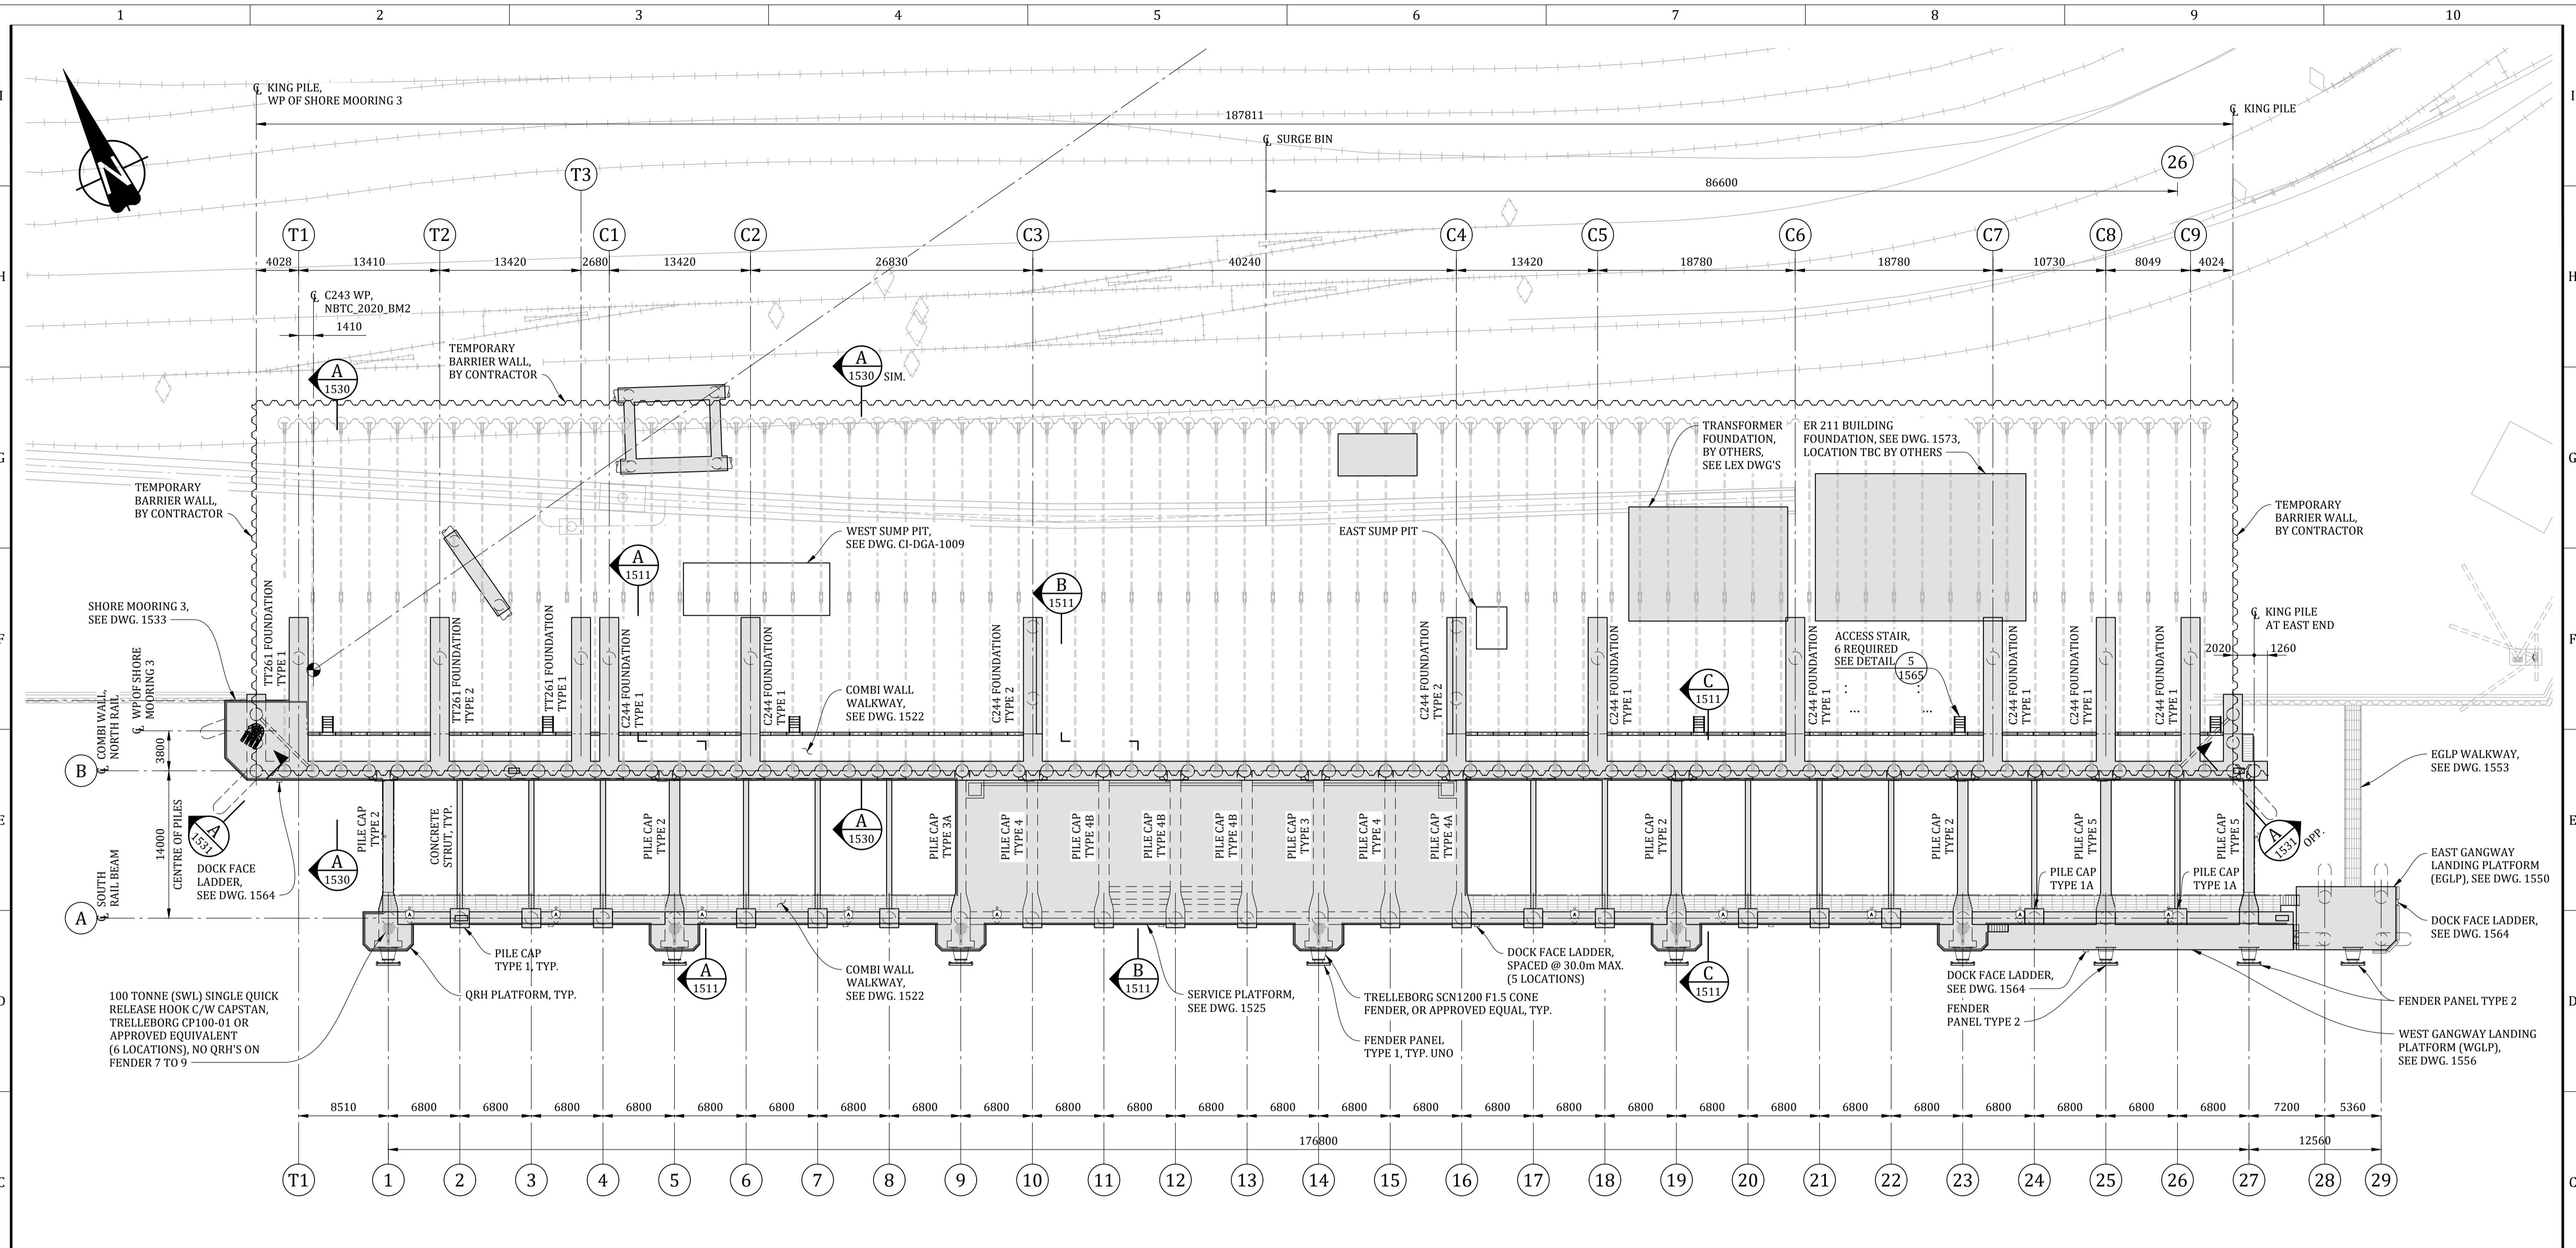 1 2 3 4 5 6 7 8 9 10
℄ KING PILE,
WP OF SHORE MOORING 3
187811
℄ KING PILE
I
I
℄ SURGE BIN
N
T3
86600
26
T1 T2 C1 C2 C3 C4 C5 C6 C7 C8 C9
4028 13410 13420 2680 13420 26830 40240 13420 18780 18780 10730 8049 4024
H
H
℄ C243 WP,
NBTC_2020_BM2
1410
TEMPORARY
BARRIER WALL,
BY CONTRACTOR
A
1530
A
1530
SIM.
TRANSFORMER
FOUNDATION,
BY OTHERS,
SEE LEX DWG'S
ER 211 BUILDING
FOUNDATION, SEE DWG. 1573,
LOCATION TBC BY OTHERS
G
G
TEMPORARY
BARRIER WALL,
BY CONTRACTOR
TEMPORARY
BARRIER WALL,
BY CONTRACTOR
WEST SUMP PIT,
SEE DWG. CI-DGA-1009
EAST SUMP PIT
A
1511
B
1511
SHORE MOORING 3,
SEE DWG. 1533
℄ KING PILE
AT EAST END
2020 1260
F
F
TT261 FOUNDATION
TYPE 1
TT261 FOUNDATION
TYPE 2
TT261 FOUNDATION
TYPE 1
C244 FOUNDATION
TYPE 1
C244 FOUNDATION
TYPE 1
C244 FOUNDATION
TYPE 2
C244 FOUNDATION
TYPE 2
C244 FOUNDATION
TYPE 1
C244 FOUNDATION
TYPE 1
C244 FOUNDATION
TYPE 1
C244 FOUNDATION
TYPE 1
C244 FOUNDATION
TYPE 1
ACCESS STAIR,
6 REQUIRED
SEE DETAIL
5
1565
C
1511
COMBI WALL
WALKWAY,
SEE DWG. 1522
℄ WP OF SHORE
MOORING 3
℄ COMBI WALL,
NORTH RAIL
3800
B
EGLP WALKWAY,
SEE DWG. 1553
14000
CENTRE OF PILES
A
1531
A
1531
OPP.
E
E
PILE CAP
TYPE 2
CONCRETE
STRUT, TYP.
PILE CAP
TYPE 2
A
1530
A
1530
PILE CAP
TYPE 3A
PILE CAP
TYPE 4
PILE CAP
TYPE 4B
PILE CAP
TYPE 4B
PILE CAP
TYPE 4B
PILE CAP
TYPE 3
PILE CAP
TYPE 4
PILE CAP
TYPE 4A
PILE CAP
TYPE 2
PILE CAP
TYPE 2
PILE CAP
TYPE 5
PILE CAP
TYPE 5
DOCK FACE
LADDER,
SEE DWG. 1564
PILE CAP
TYPE 1A
PILE CAP
TYPE 1A
EAST GANGWAY
LANDING PLATFORM
(EGLP), SEE DWG. 1550
℄ SOUTH
RAIL BEAM
A
A A A A A A A A
DOCK FACE LADDER,
SEE DWG. 1564
PILE CAP
TYPE 1, TYP.
QRH PLATFORM, TYP.
A
1511
COMBI WALL
WALKWAY,
SEE DWG. 1522
B
1511
SERVICE PLATFORM,
SEE DWG. 1525
DOCK FACE LADDER,
SPACED @ 30.0m MAX.
(5 LOCATIONS)
TRELLEBORG SCN1200 F1.5 CONE
FENDER, OR APPROVED EQUAL, TYP.
FENDER PANEL
TYPE 1, TYP. UNO
C
1511
DOCK FACE LADDER,
SEE DWG. 1564
FENDER
PANEL TYPE 2
FENDER PANEL TYPE 2
WEST GANGWAY LANDING
PLATFORM (WGLP),
SEE DWG. 1556
100 TONNE (SWL) SINGLE QUICK
RELEASE HOOK C/W CAPSTAN,
TRELLEBORG CP100-01 OR
APPROVED EQUIVALENT
(6 LOCATIONS), NO QRH'S ON
FENDER 7 TO 9
D
D
8510 6800 6800 6800 6800 6800 6800 6800 6800 6800 6800 6800 6800 6800 6800 6800 6800 6800 6800 6800 6800 6800 6800 6800 6800 6800 6800 7200 5360
176800 12560
T1 1 2 3 4 5 6 7 8 9 10 11 12 13 14 15 16 17 18 19 20 21 22 23 24 25 26 27 28 29
C
C